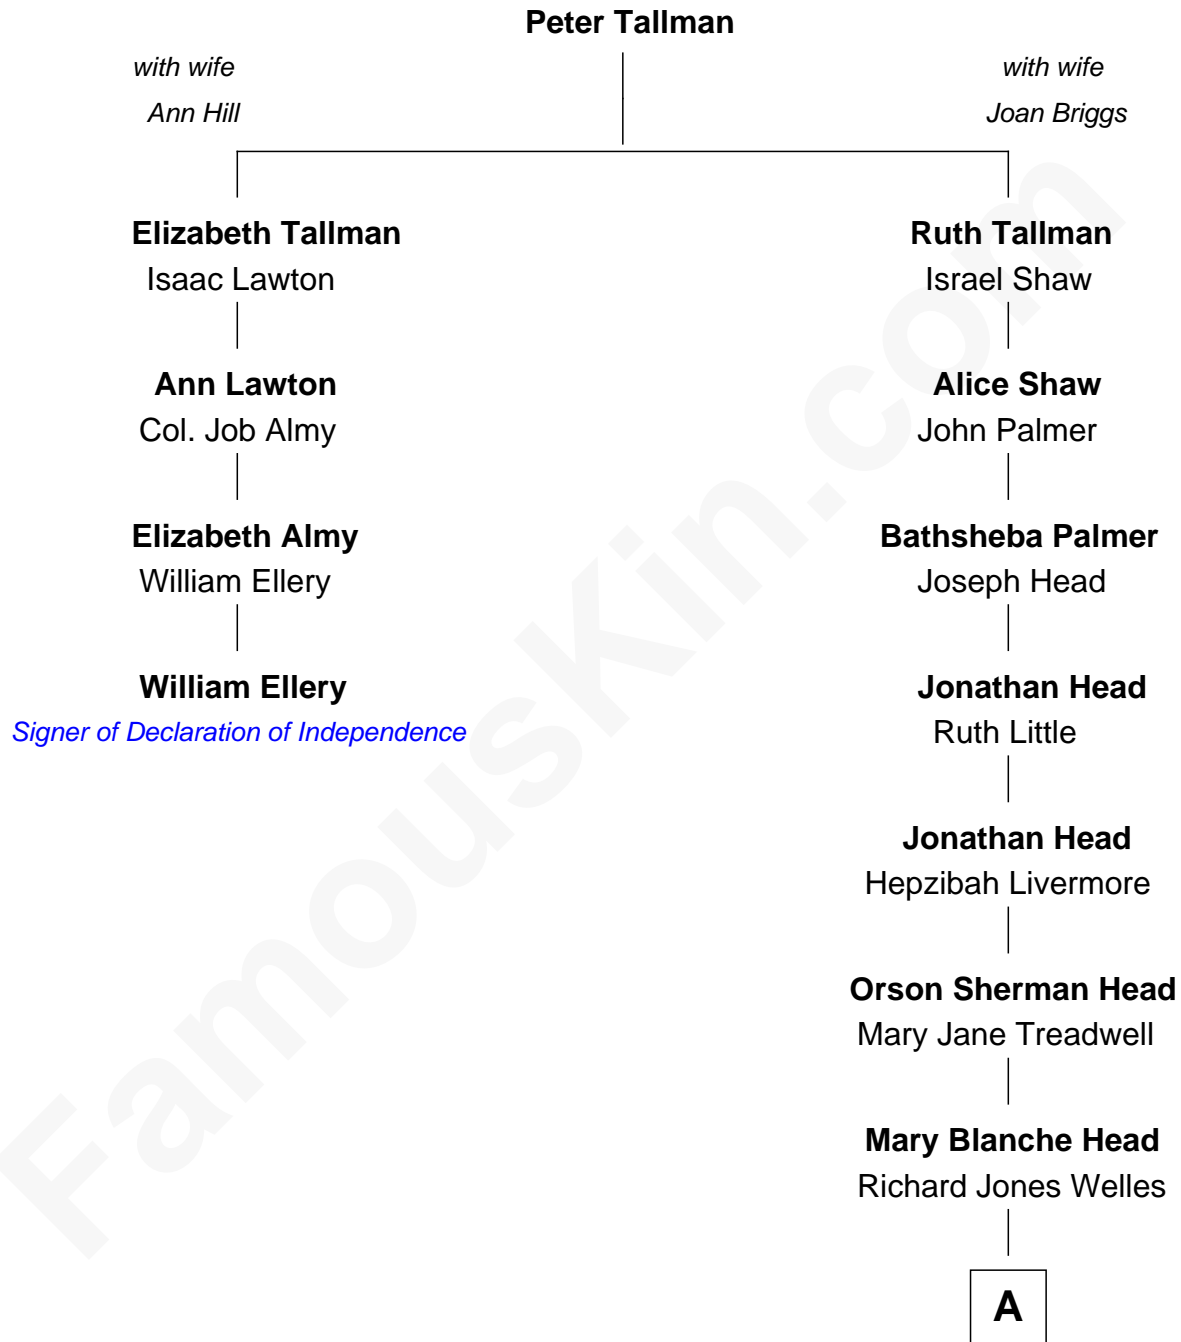 Peter Tallman
with wife
Ann Hill
with wife
Joan Briggs
Elizabeth Tallman
Isaac Lawton
Ann Lawton
Col. Job Almy
Elizabeth Almy
William Ellery
William Ellery
Signer of Declaration of Independence
Ruth Tallman
Israel Shaw
Alice Shaw
John Palmer
Bathsheba Palmer
Joseph Head
Jonathan Head
Ruth Little
Jonathan Head
Hepzibah Livermore
Orson Sherman Head
Mary Jane Treadwell
Mary Blanche Head
Richard Jones Welles
A
FamousKin.com